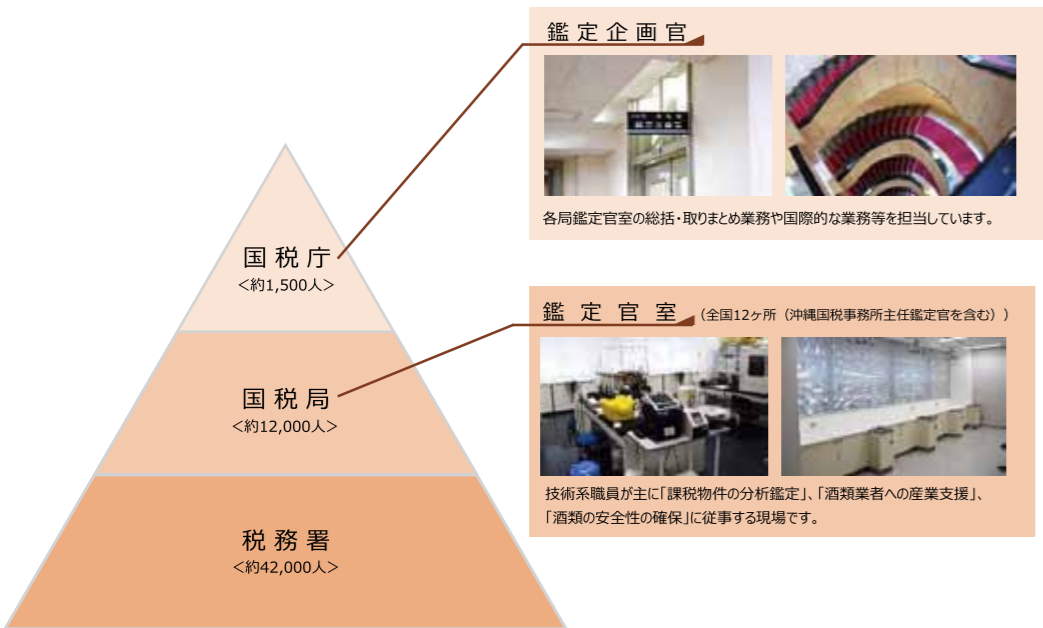 鑑定企画官
各局鑑定官室の総括・取りまとめ業務や国際的な業務等を担当しています。
国税庁
<約1,500人>
鑑定官室 (全国12ヶ所（沖縄国税事務所主任鑑定官を含む）)
技術系職員が主に「課税物件の分析鑑定」、「酒類業者への産業支援」、
「酒類の安全性の確保」に従事する現場です。
国税局
<約12,000人>
税務署
<約42,000人>